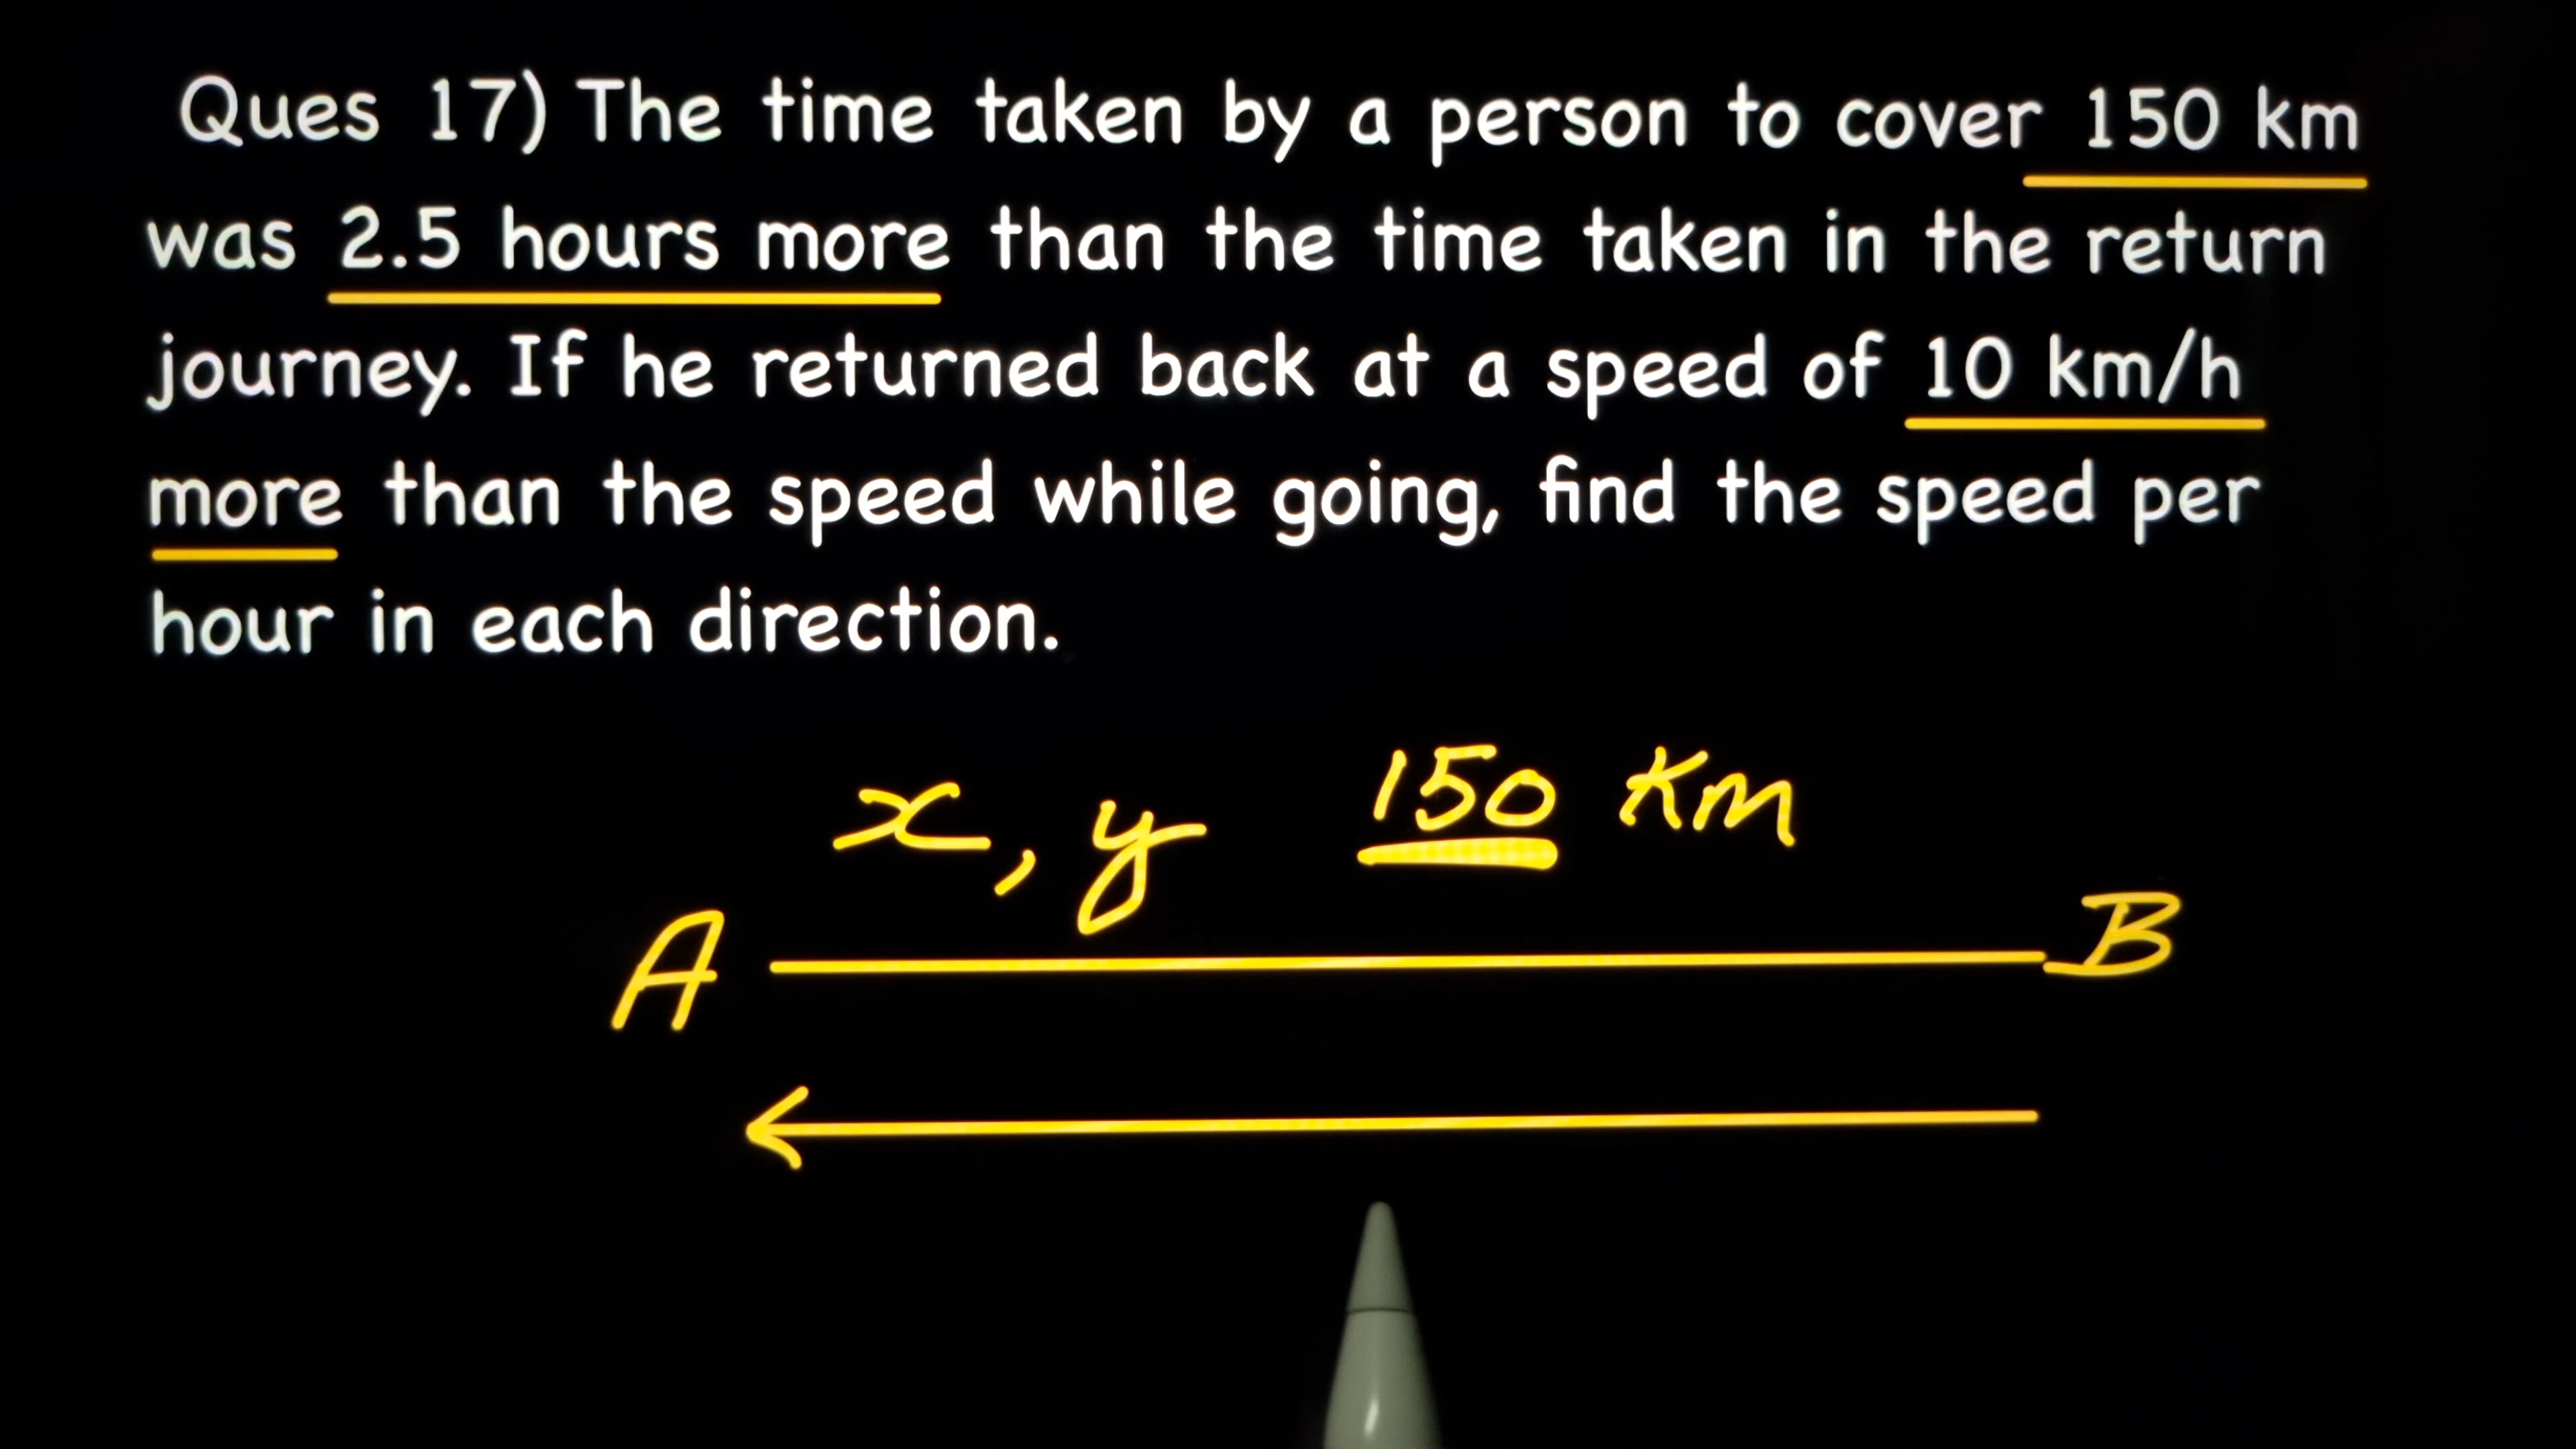 Ques 17) The time taken by a person to cover 150 km
was 2.5 hours more than the time taken in the return
journey. If he returned back at a speed of 10 km/h
more than the speed while going, find the speed per
hour in each direction.
x, y 150 Km
A B